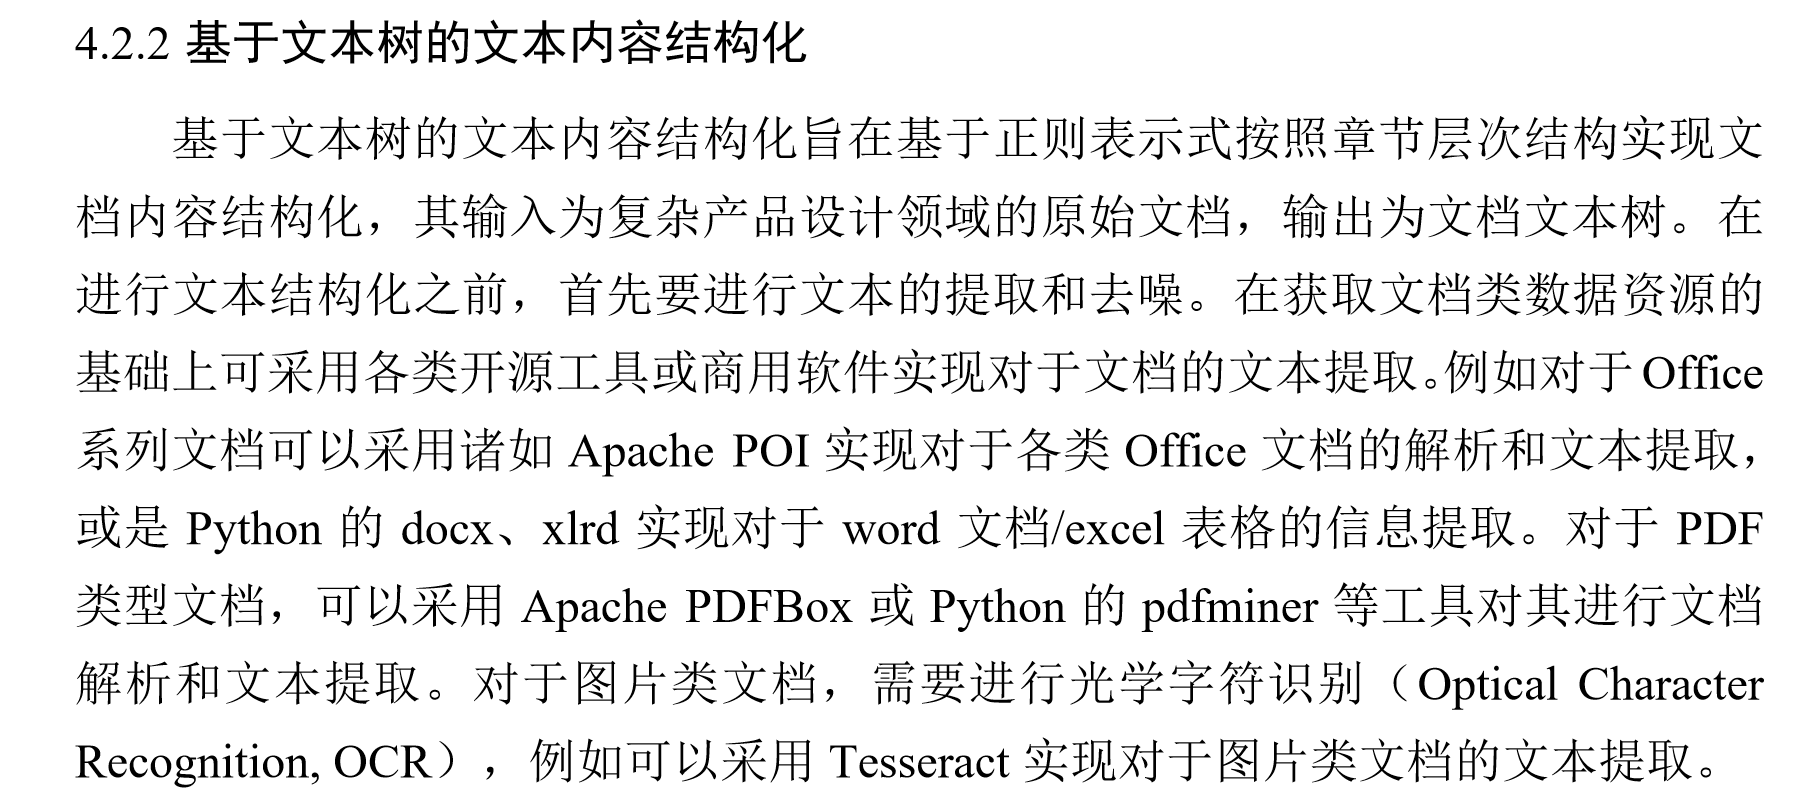 4.2.2 基于文本树的文本内容结构化
基于文本树的文本内容结构化旨在基于正则表示式按照章节层次结构实现文
档内容结构化，其输入为复杂产品设计领域的原始文档，输出为文档文本树。在
进行文本结构化之前，首先要进行文本的提取和去噪。在获取文档类数据资源的
基础上可采用各类开源工具或商用软件实现对于文档的文本提取。例如对于 Office
系列文档可以采用诸如 Apache POI 实现对于各类 Office 文档的解析和文本提取，
或是 Python 的 docx、xlrd 实现对于 word 文档/excel 表格的信息提取。对于 PDF
类型文档，可以采用 Apache PDFBox 或 Python 的 pdfminer 等工具对其进行文档
解析和文本提取。对于图片类文档，需要进行光学字符识别（Optical Character
Recognition, OCR），例如可以采用 Tesseract 实现对于图片类文档的文本提取。